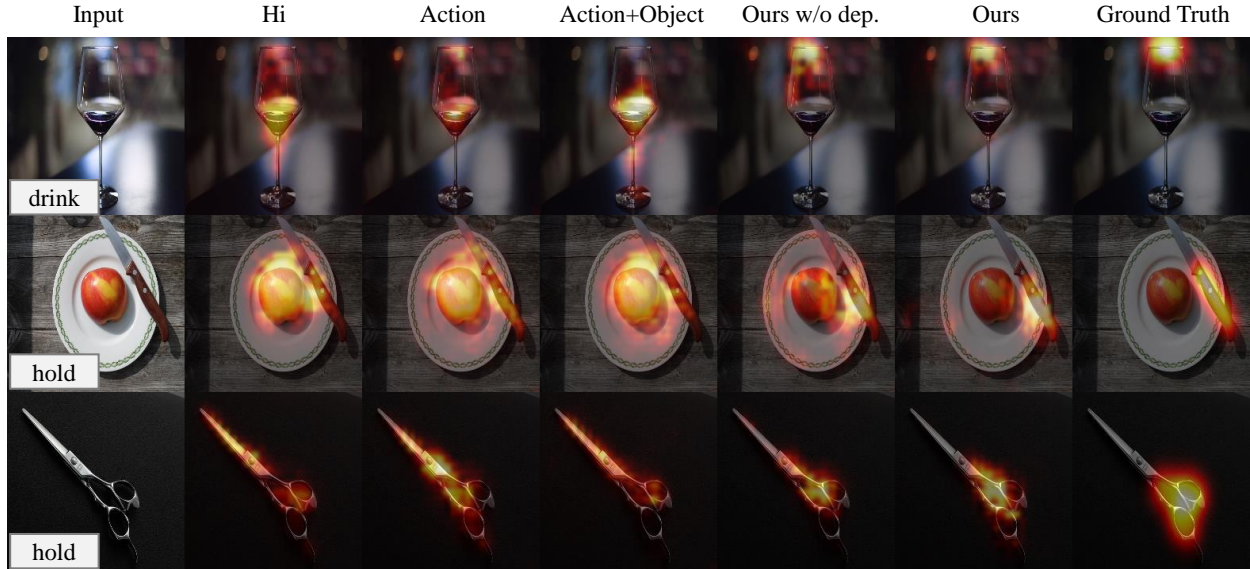 Input Hi Action Action+Object Ours w/o dep. Ours Ground Truth
drink
hold
hold